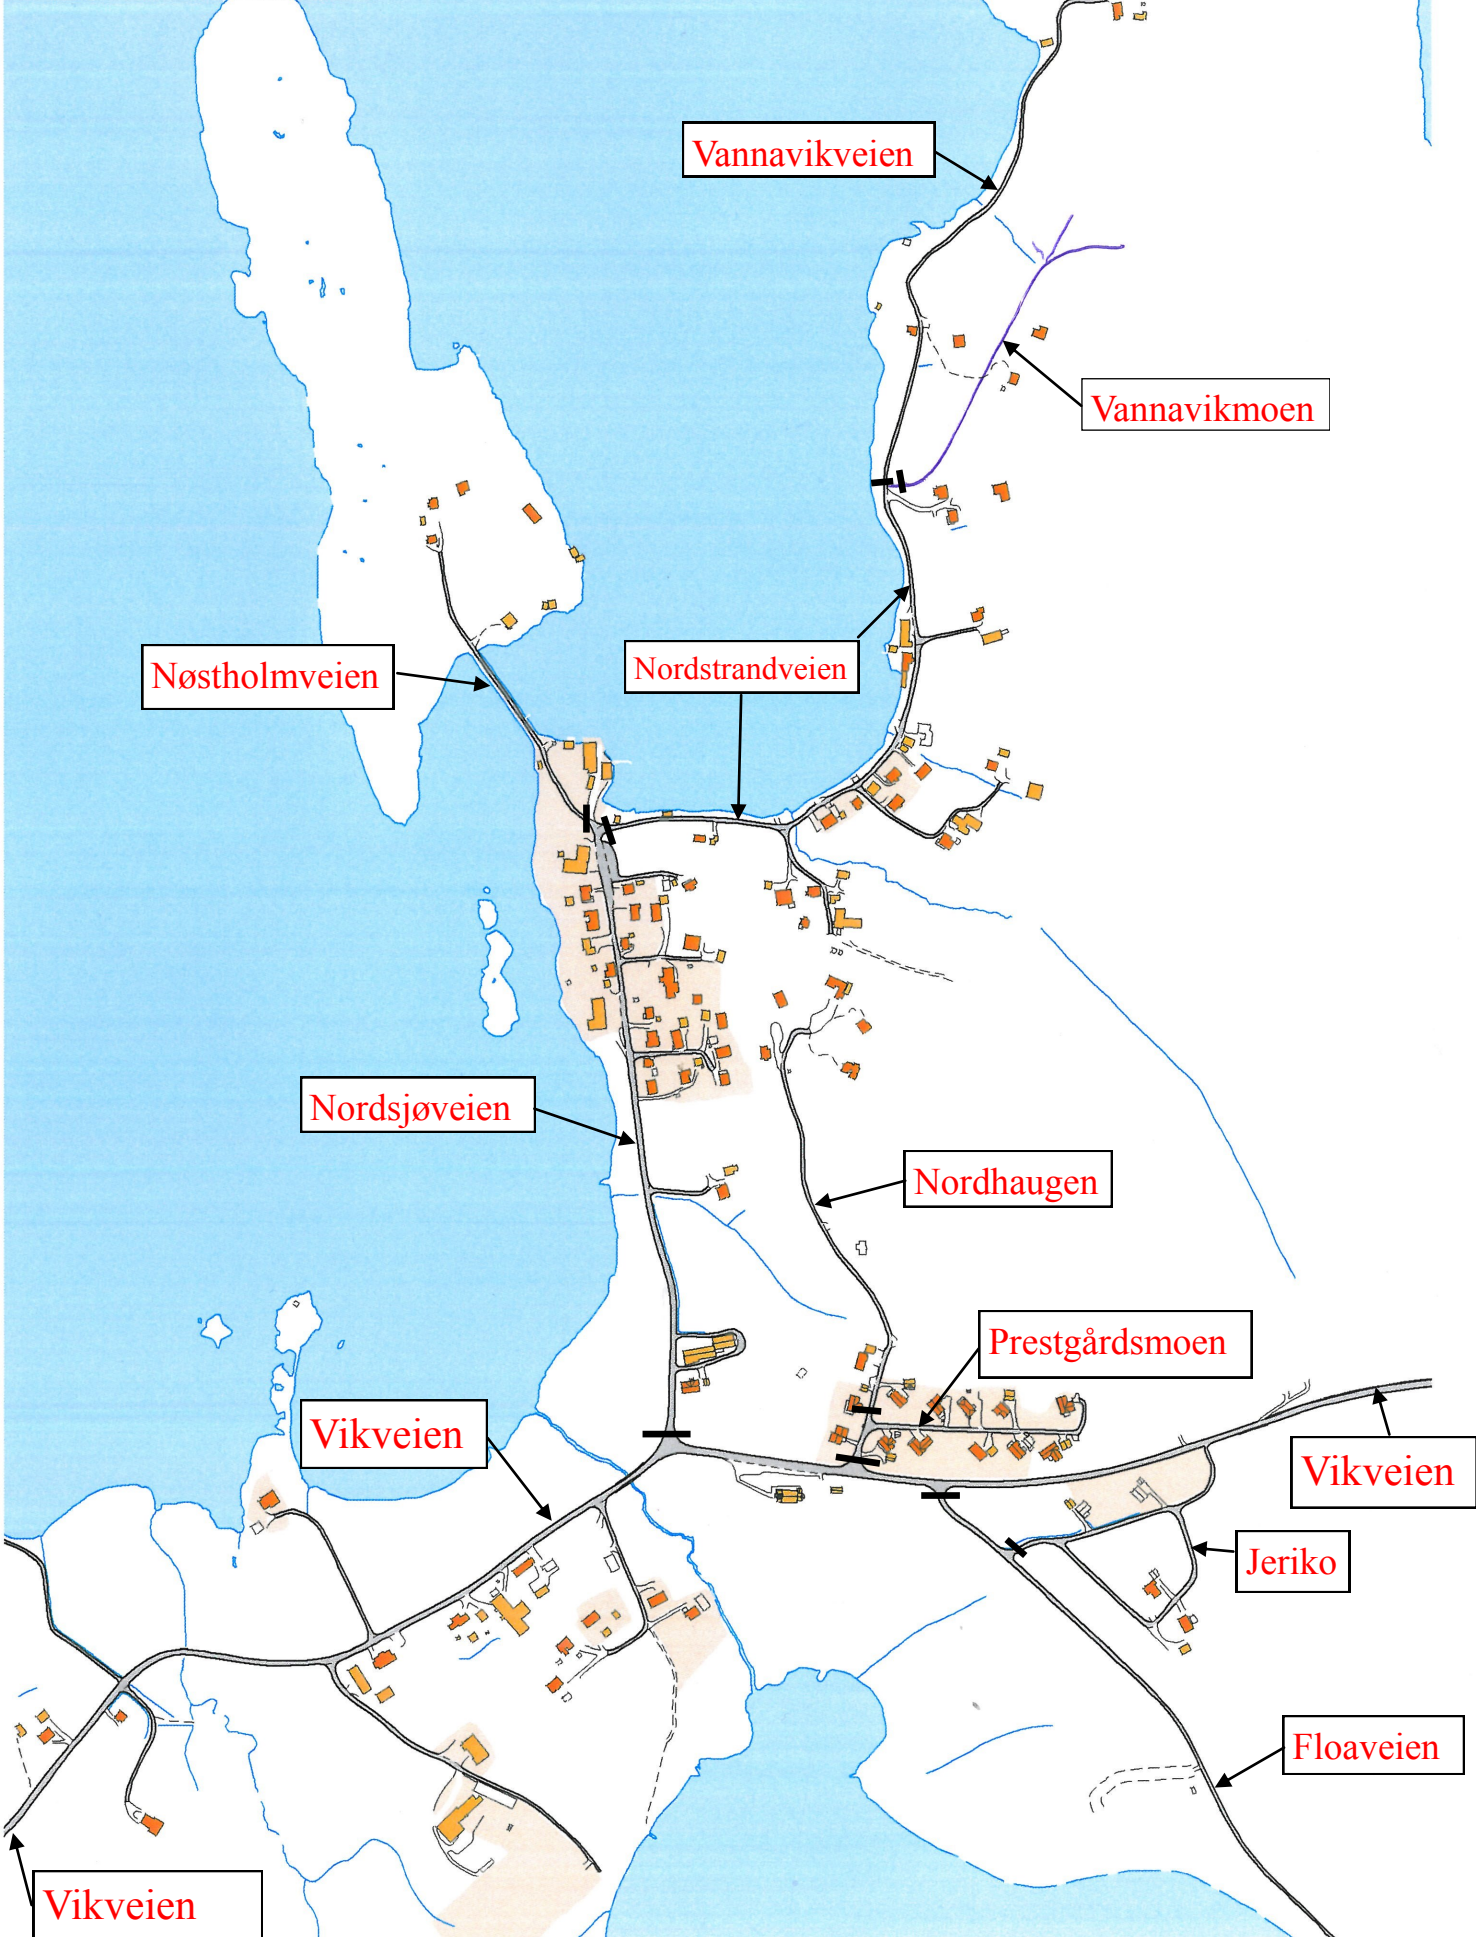 Vannavikveien
Vannavikmoen
Nøstholmveien
Nordstrandveien
Nordsjøveien
Nordhaugen
Prestgårdsmoen
Vikveien
Vikveien
Jeriko
Floaveien
Vikveien